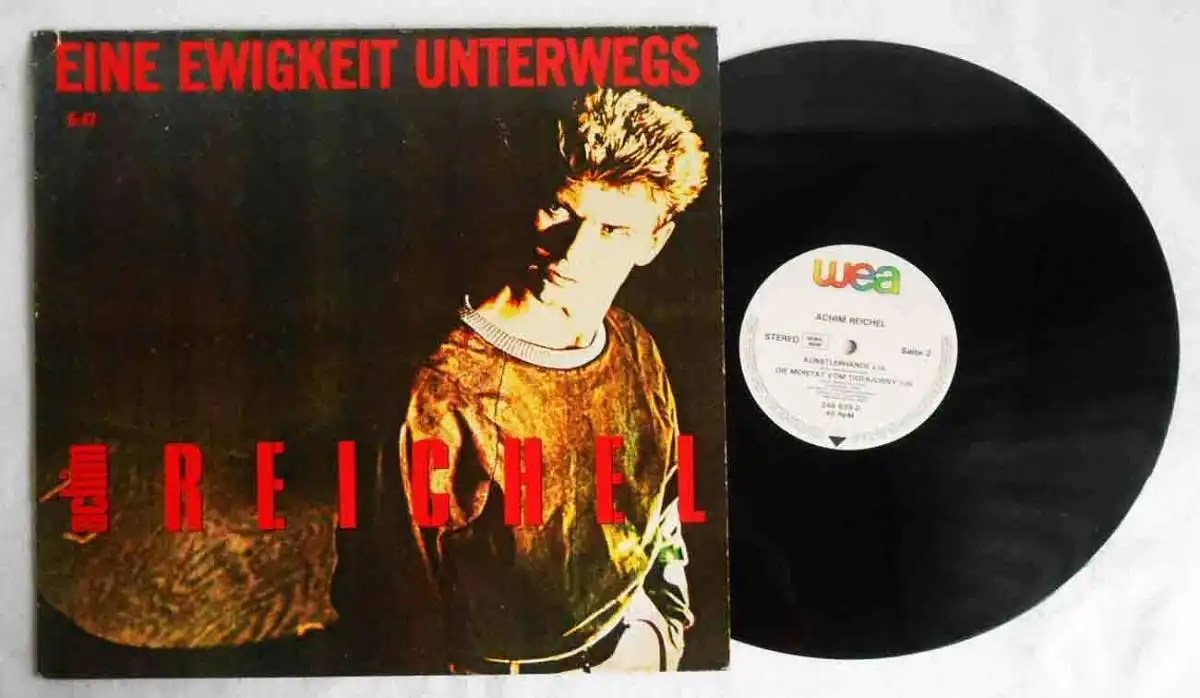 EINE EWIGKEIT UNTERWEGS
5:47
achim REICHEL
wea
ACHIM REICHEL
STEREO
Seite 2
KÜNSTLERHÄNDE
DIE MORITAT VOM TIGERJONNY
45 RPM